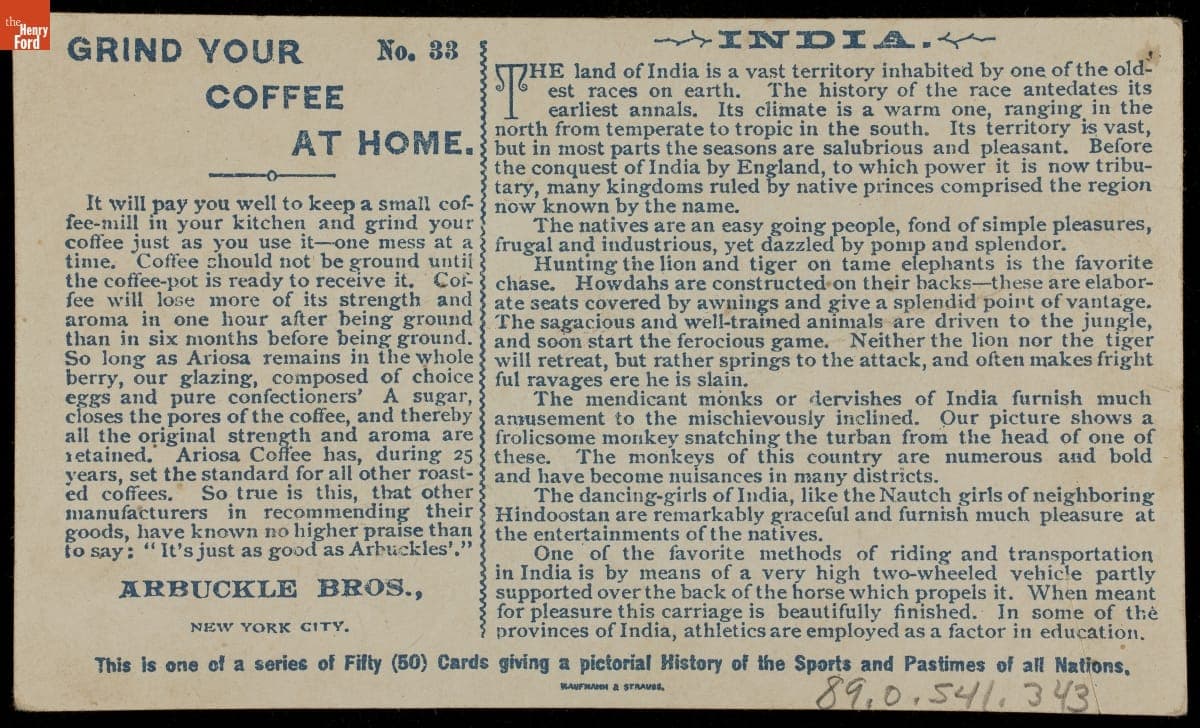 the
Henry
Ford
GRIND YOUR No. 33
COFFEE
AT HOME.
It will pay you well to keep a small cof-
fee-mill in your kitchen and grind your
coffee just as you use it—one mess at a
time. Coffee should not be ground until
the coffee-pot is ready to receive it. Cof-
fee will lose more of its strength and
aroma in one hour after being ground
than in six months before being ground.
So long as Ariosa remains in the whole
berry, our glazing, composed of choice
eggs and pure confectioners' A sugar,
closes the pores of the coffee, and thereby
all the original strength and aroma are
retained. Ariosa Coffee has, during 25
years, set the standard for all other roast-
ed coffees. So true is this, that other
manufacturers in recommending their
goods, have known no higher praise than
to say: "It's just as good as Arbuckles'."
ARBUCKLE BROS.,
NEW YORK CITY.
INDIA.
THE land of India is a vast territory inhabited by one of the old-
est races on earth. The history of the race antedates its
earliest annals. Its climate is a warm one, ranging in the
north from temperate to tropic in the south. Its territory is vast,
but in most parts the seasons are salubrious and pleasant. Before
the conquest of India by England, to which power it is now tribu-
tary, many kingdoms ruled by native princes comprised the region
now known by the name.
The natives are an easy going people, fond of simple pleasures,
frugal and industrious, yet dazzled by pomp and splendor.
Hunting the lion and tiger on tame elephants is the favorite
chase. Howdahs are constructed on their backs—these are elabor-
ate seats covered by awnings and give a splendid point of vantage.
The sagacious and well-trained animals are driven to the jungle,
and soon start the ferocious game. Neither the lion nor the tiger
will retreat, but rather springs to the attack, and often makes fright
ful ravages ere he is slain.
The mendicant monks or dervishes of India furnish much
amusement to the mischievously inclined. Our picture shows a
frolicsome monkey snatching the turban from the head of one of
these. The monkeys of this country are numerous and bold
and have become nuisances in many districts.
The dancing-girls of India, like the Nautch girls of neighboring
Hindoostan are remarkably graceful and furnish much pleasure at
the entertainments of the natives.
One of the favorite methods of riding and transportation
in India is by means of a very high two-wheeled vehicle partly
supported over the back of the horse which propels it. When meant
for pleasure this carriage is beautifully finished. In some of the
provinces of India, athletics are employed as a factor in education.
This is one of a series of Fifty (50) Cards giving a pictorial History of the Sports and Pastimes of all Nations.
KAUFMANN & STRAUSS.
89.0.541.343